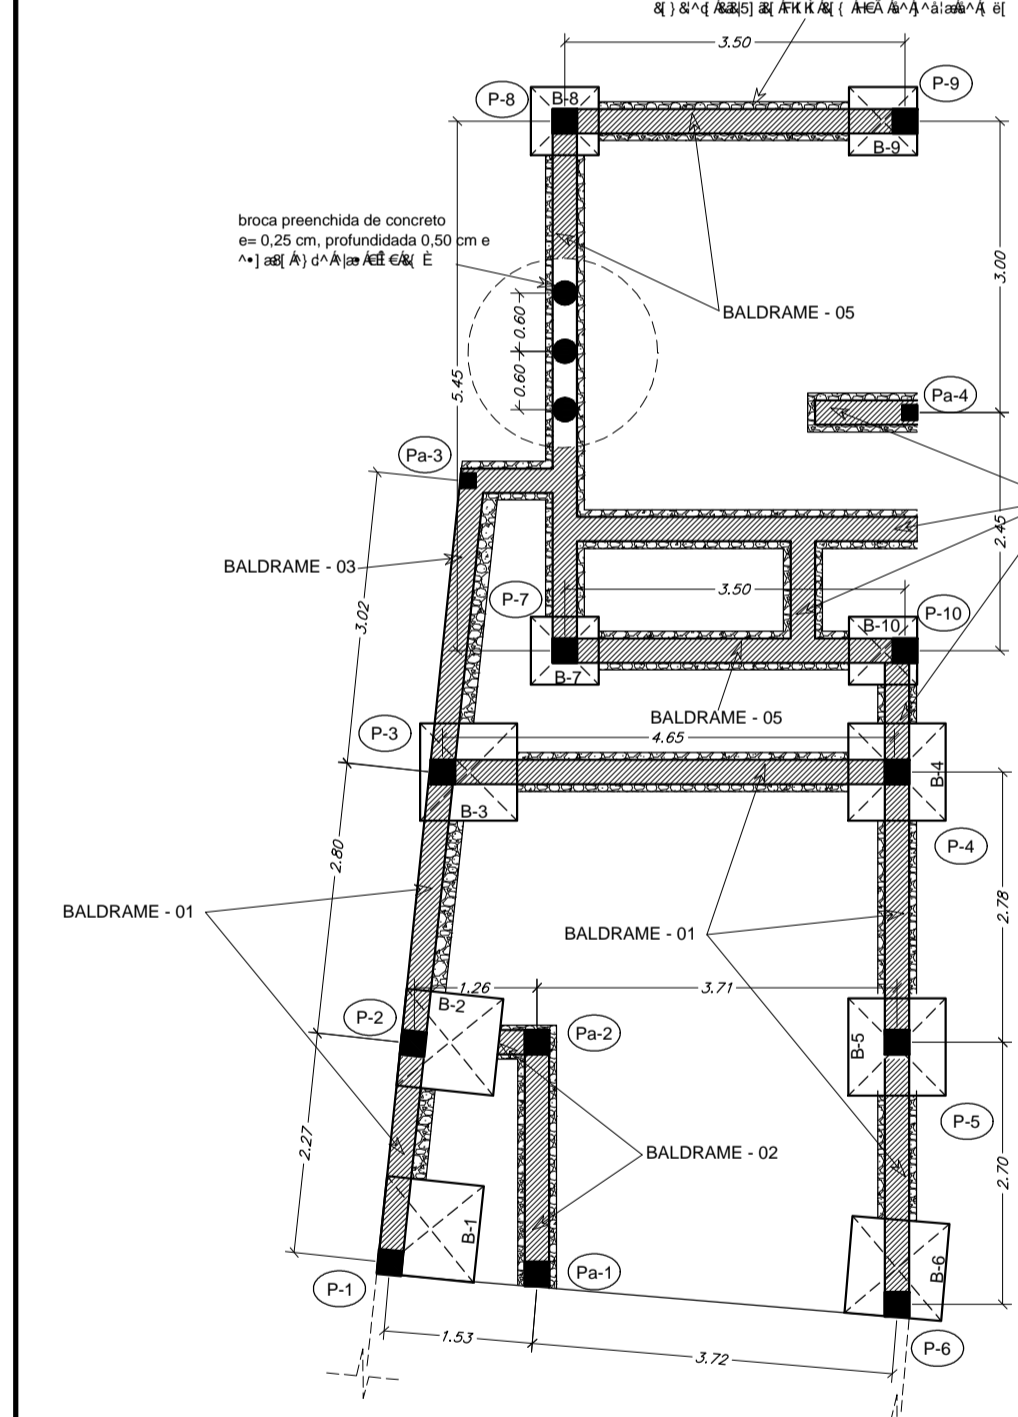 3.50
P-8
B-8
P-9
B-9
broca preenchida de concreto
e= 0,25 cm, profundidada 0,50 cm e
3.00
0.60
BALDRAME - 05
0.60
5.45
Pa-4
Pa-3
2.45
BALDRAME - 03
3.50
P-7
B-10
P-10
3.02
B-7
BALDRAME - 05
P-3
4.65
B-4
B-3
P-4
2.80
2.78
BALDRAME - 01
BALDRAME - 01
1.26
3.71
B-2
P-2
Pa-2
B-5
P-5
2.27
BALDRAME - 02
2.70
B-1
Pa-1
B-6
P-1
1.53
3.72
P-6